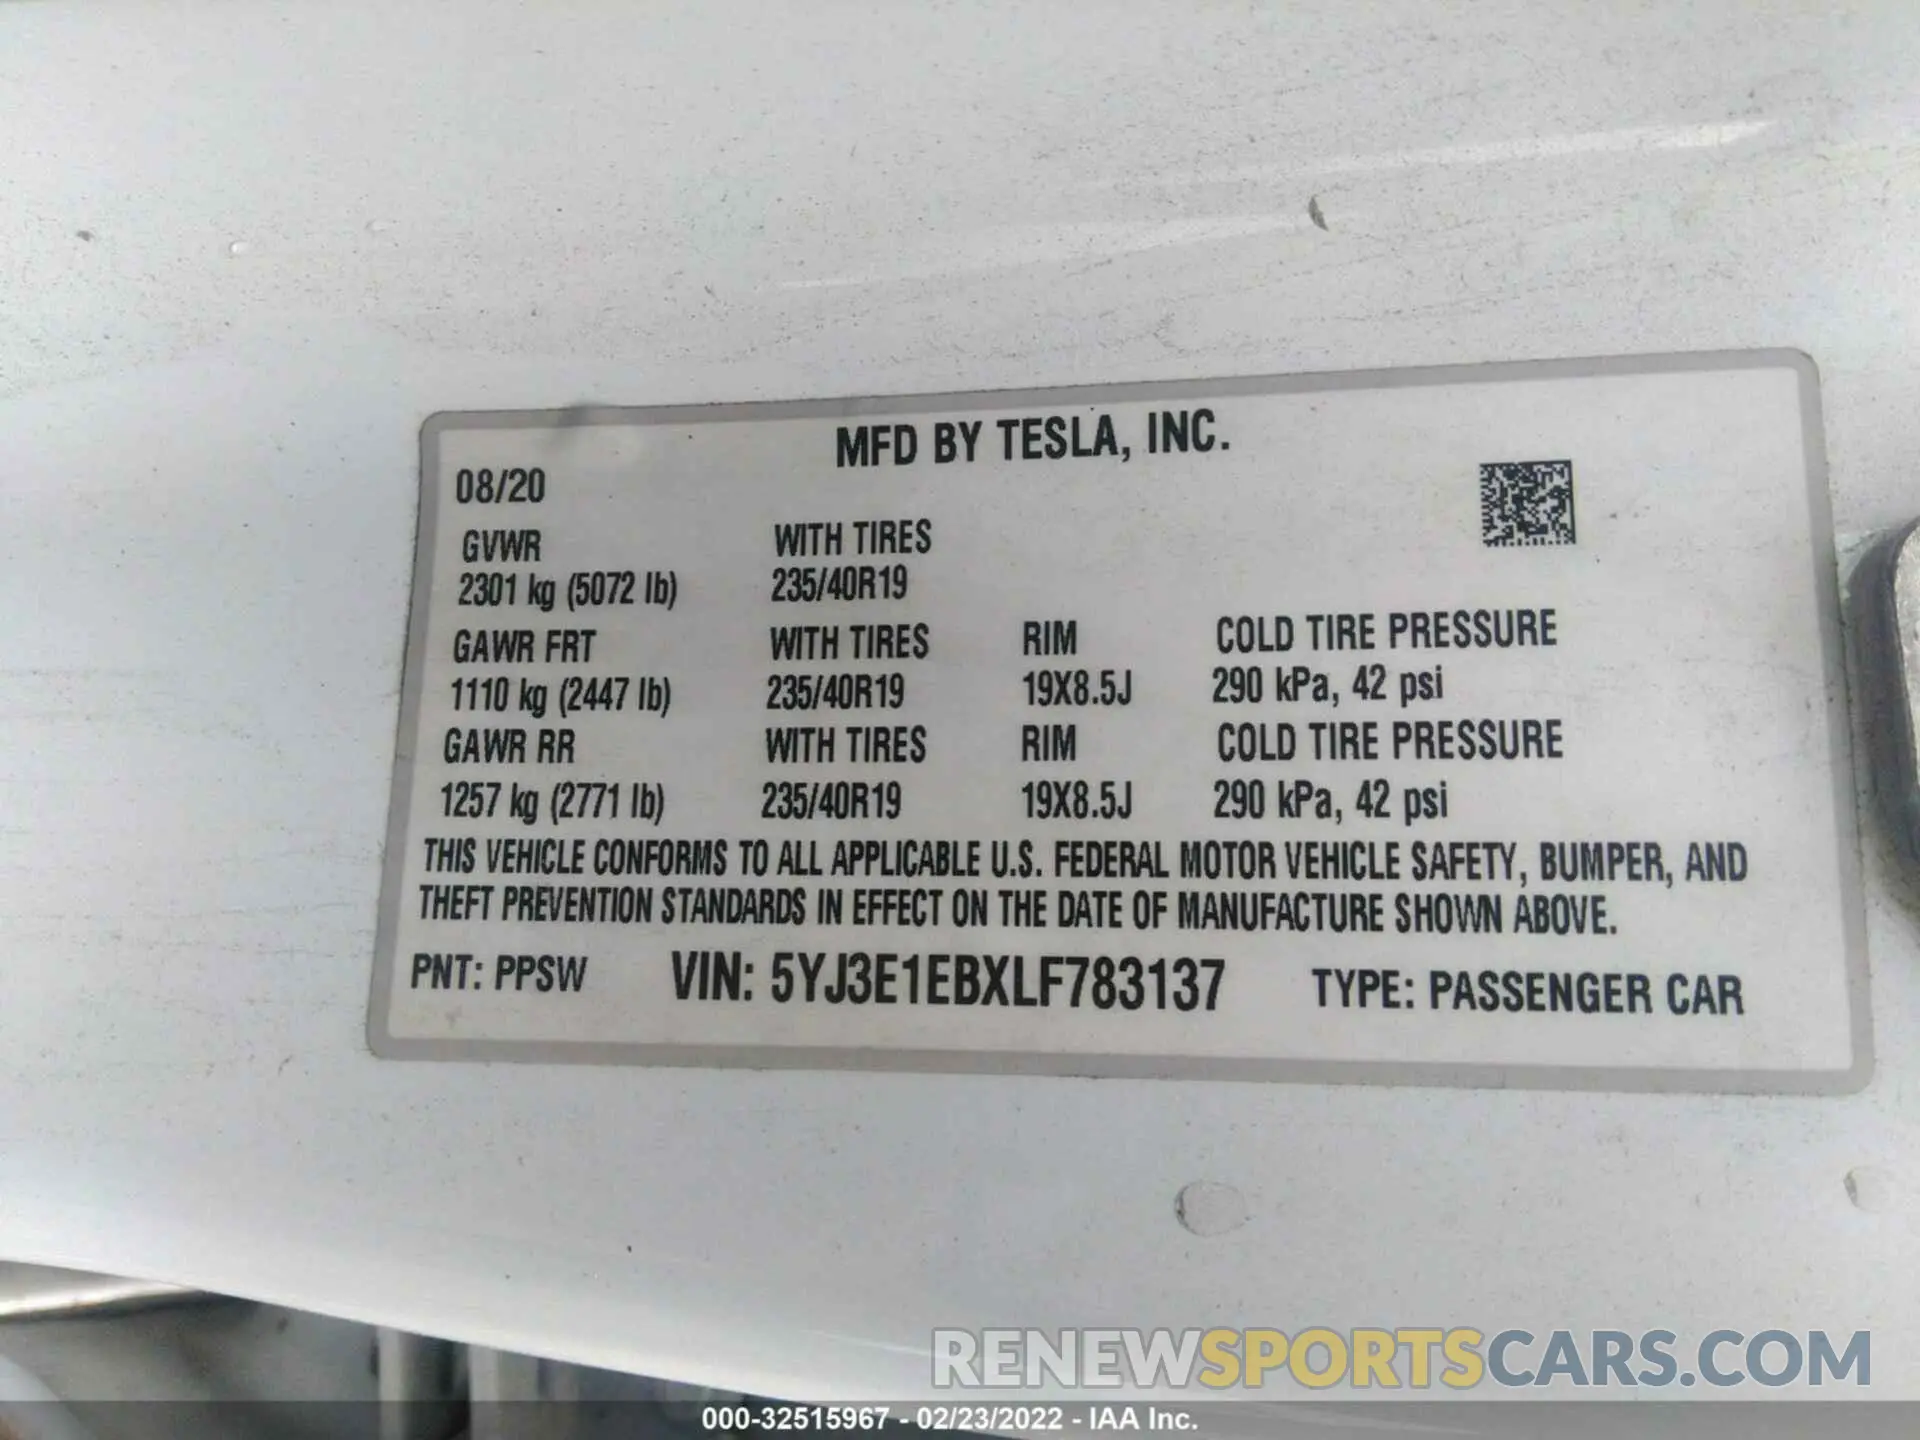 MFD BY TESLA, INC.
08/20
GVWR WITH TIRES
2301 kg (5072 lb) 235/40R19
GAWR FRT WITH TIRES RIM COLD TIRE PRESSURE
1110 kg (2447 lb) 235/40R19 19X8.5J 290 kPa, 42 psi
GAWR RR WITH TIRES RIM COLD TIRE PRESSURE
1257 kg (2771 lb) 235/40R19 19X8.5J 290 kPa, 42 psi
THIS VEHICLE CONFORMS TO ALL APPLICABLE U.S. FEDERAL MOTOR VEHICLE SAFETY, BUMPER, AND
THEFT PREVENTION STANDARDS IN EFFECT ON THE DATE OF MANUFACTURE SHOWN ABOVE.
PNT: PPSW VIN: 5YJ3E1EBXLF783137 TYPE: PASSENGER CAR
RENEWSPORTSCARS.COM
000-32515967 - 02/23/2022 - IAA Inc.